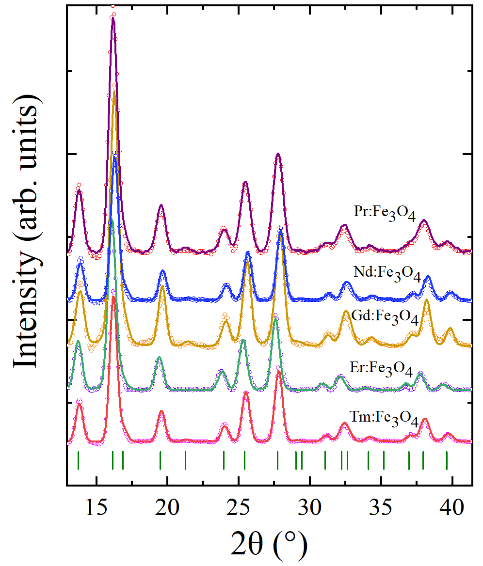 Intensity (arb. units)
Pr:Fe3O4
Nd:Fe3O4
Gd:Fe3O4
Er:Fe3O4
Tm:Fe3O4
15 20 25 30 35 40
2θ (°)